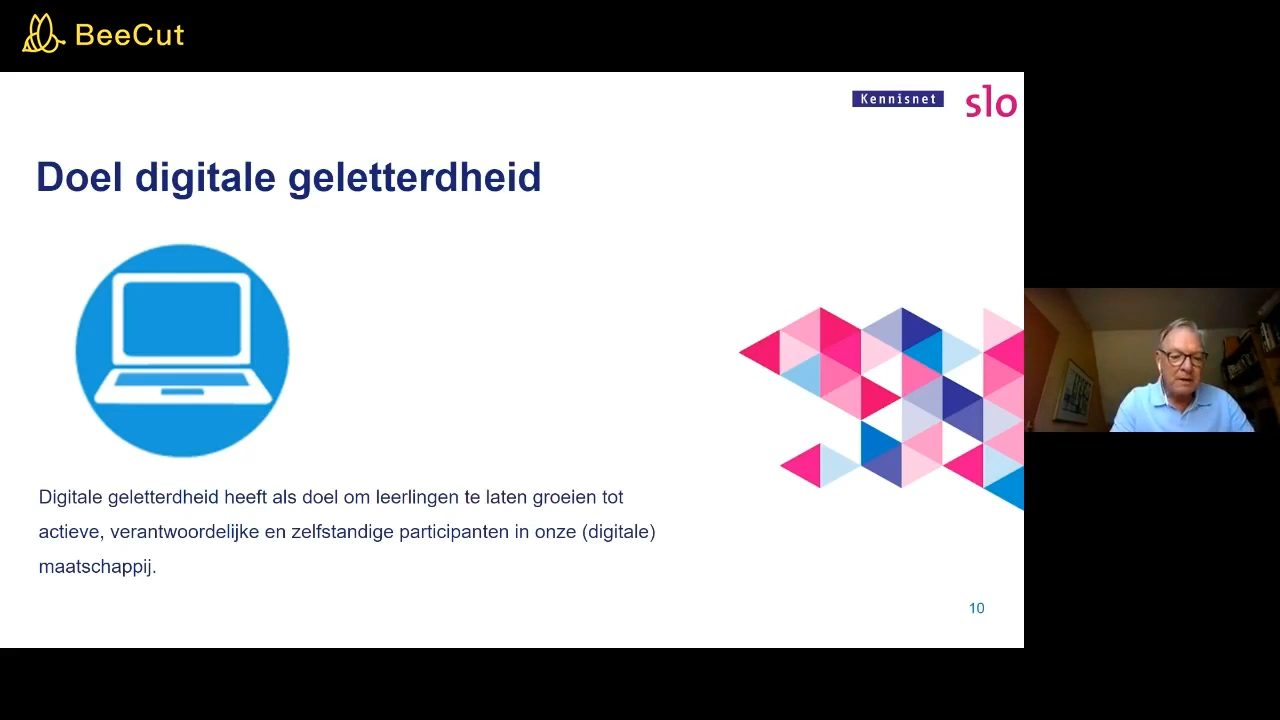 BeeCut
Kennisnet
slo
Doel digitale geletterdheid
Digitale geletterdheid heeft als doel om leerlingen te laten groeien tot
actieve, verantwoordelijke en zelfstandige participanten in onze (digitale)
maatschappij.
10